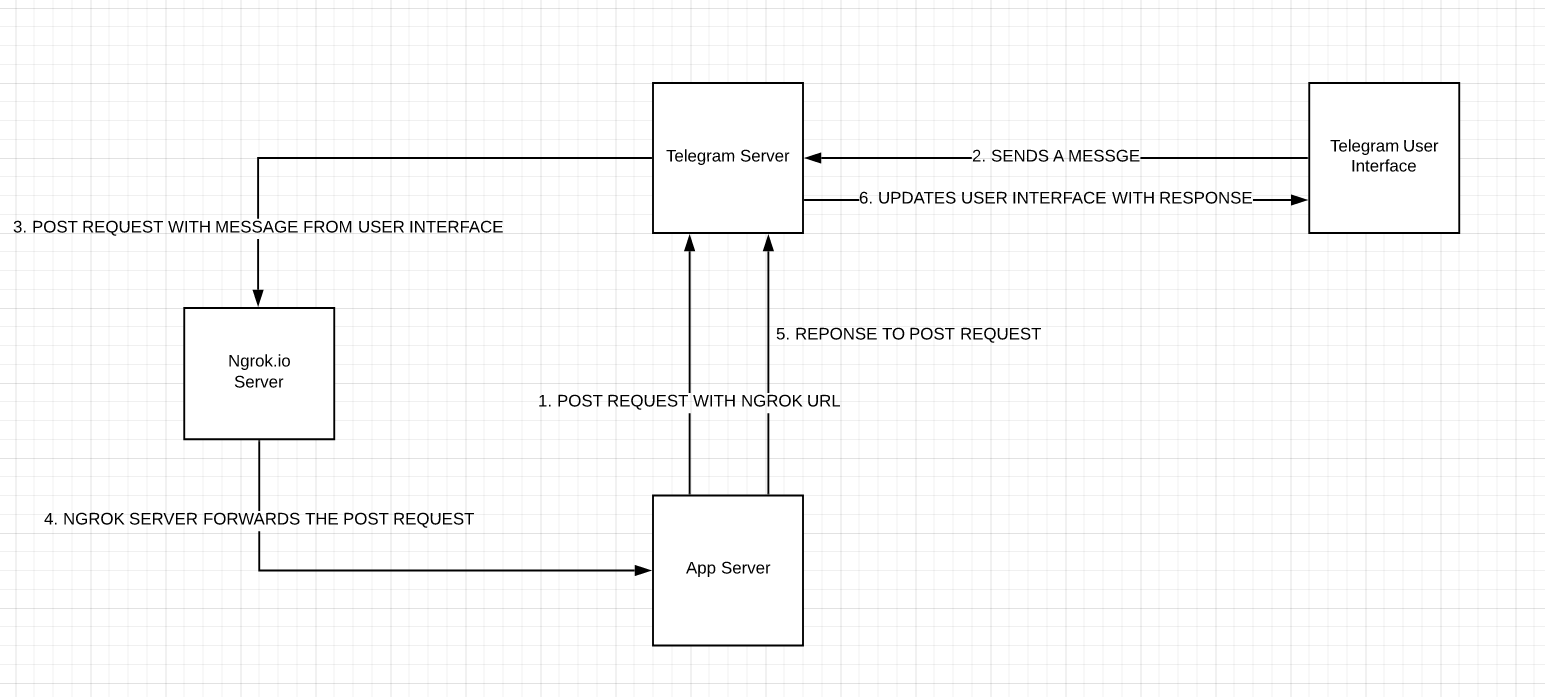 Telegram Server
Telegram User
Interface
2. SENDS A MESSGE
6. UPDATES USER INTERFACE WITH RESPONSE
3. POST REQUEST WITH MESSAGE FROM USER INTERFACE
5. REPONSE TO POST REQUEST
Ngrok.io
Server
1. POST REQUEST WITH NGROK URL
4. NGROK SERVER FORWARDS THE POST REQUEST
App Server